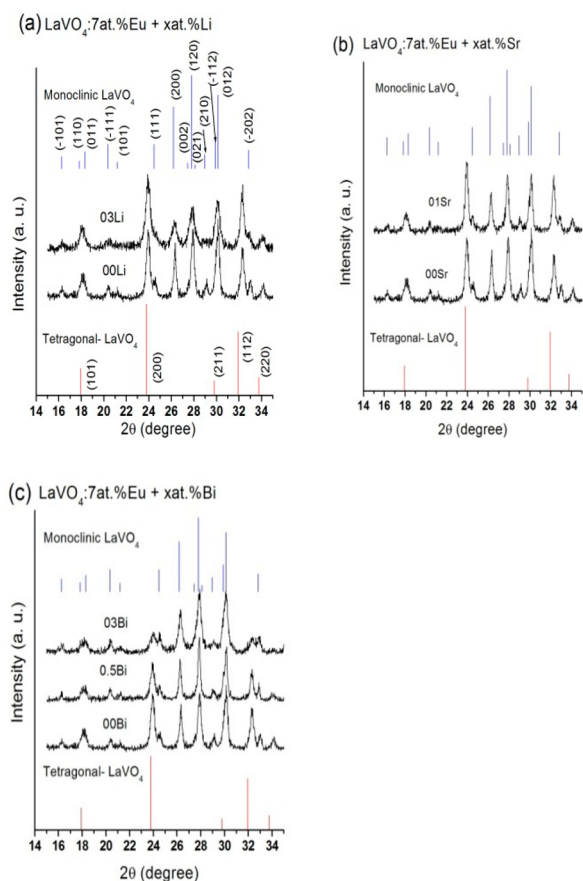 (a) LaVO4:7at.%Eu + xat.%Li
Monoclinic LaVO4
(-101)
(110)
(011)
(-111)
(101)
(111)
(200)
(002)
(120)
(021)
(210)
(-112)
(012)
(-202)
03Li
00Li
Tetragonal- LaVO4
(101)
(200)
(211)
(112)
(220)
Intensity (a. u.)
14 16 18 20 22 24 26 28 30 32 34
2θ (degree)
(b) LaVO4:7at.%Eu + xat.%Sr
Monoclinic LaVO4
01Sr
00Sr
Tetragonal- LaVO4
Intensity (a. u.)
14 16 18 20 22 24 26 28 30 32 34
2θ (degree)
(c) LaVO4:7at.%Eu + xat.%Bi
Monoclinic LaVO4
03Bi
0.5Bi
00Bi
Tetragonal- LaVO4
Intensity (a. u.)
14 16 18 20 22 24 26 28 30 32 34
2θ (degree)